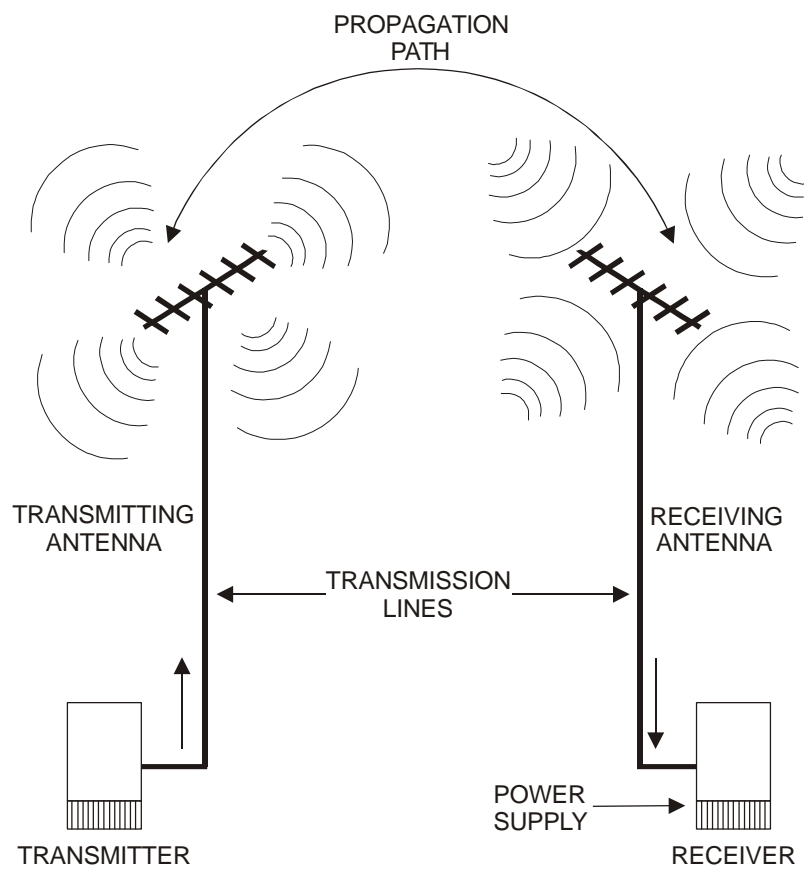 PROPAGATION
PATH
TRANSMITTING
ANTENNA
RECEIVING
ANTENNA
TRANSMISSION
LINES
POWER
SUPPLY
TRANSMITTER
RECEIVER